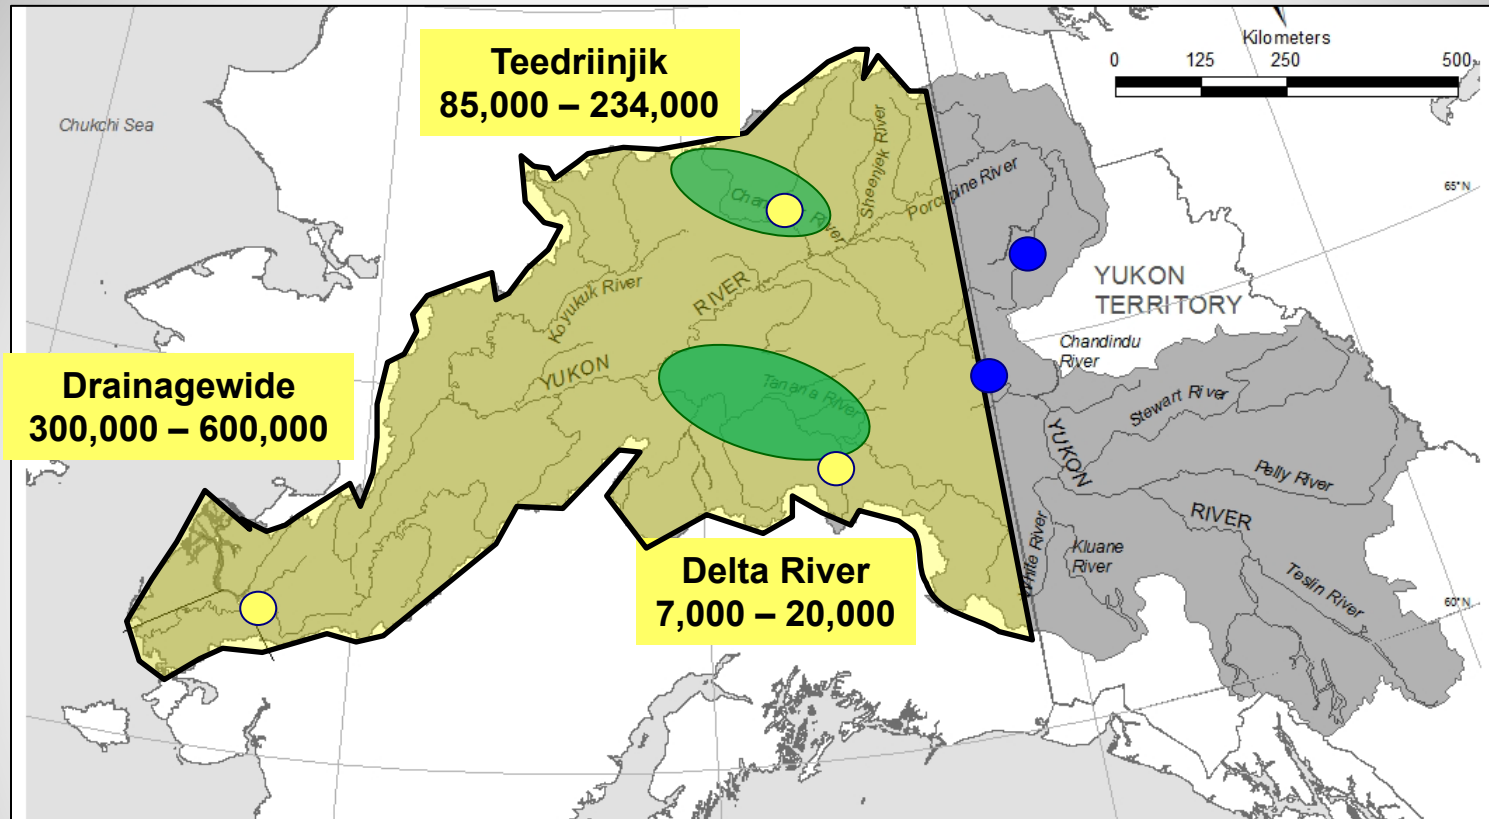 Kilometers
0 125 250 500
Teedriinjik
85,000 – 234,000
Chukchi Sea
65° N
Sheenjek River
Porcupine River
River
YUKON
TERRITORY
Koyukuk River
RIVER
YUKON
Chandindu
River
Drainagewide
300,000 – 600,000
Tanana River
Stewart River
YUKON
Pelly River
RIVER
White River
Kluane
River
Delta River
7,000 – 20,000
Teslin River
60° N